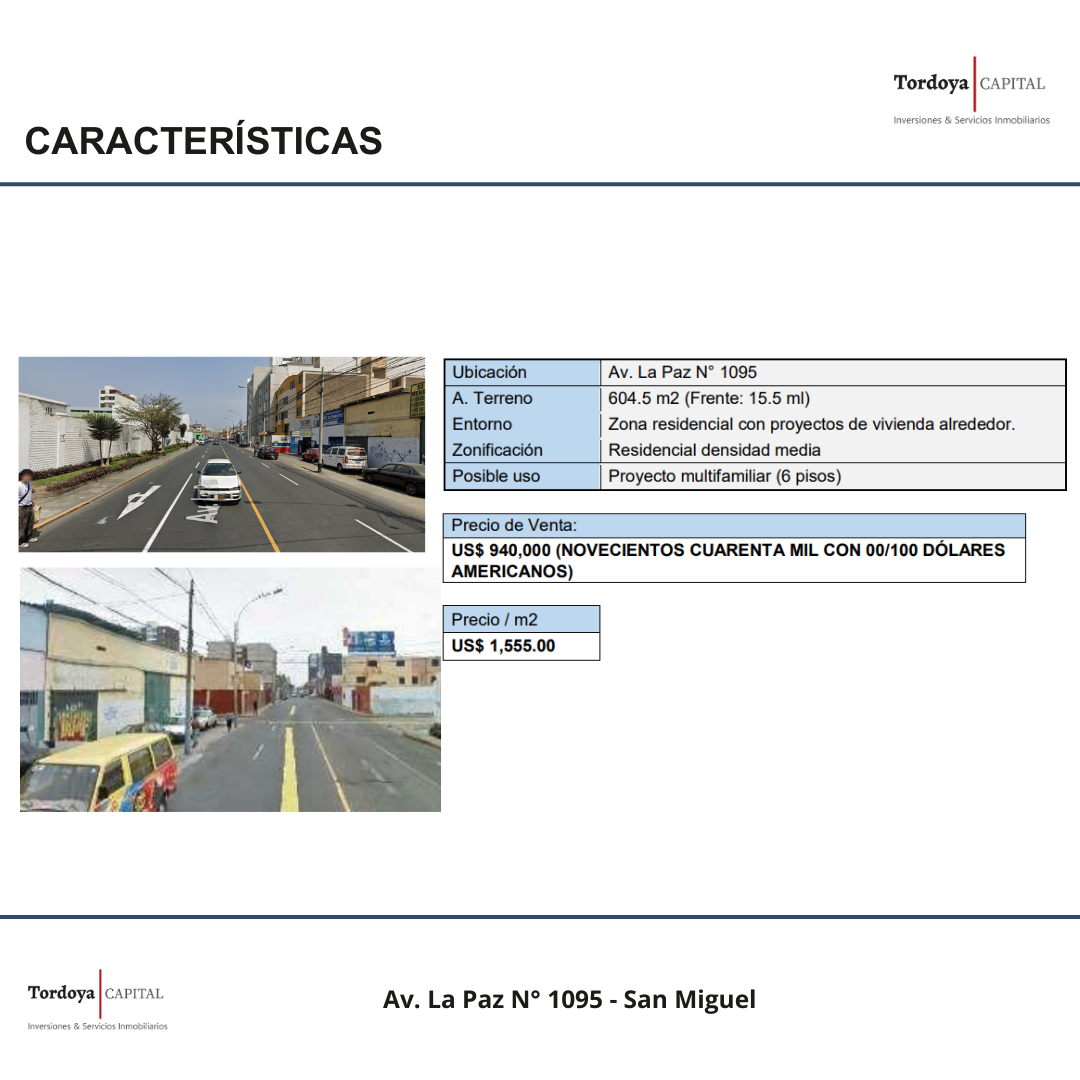 Tordoya CAPITAL
Inversiones & Servicios Inmobiliarios
CARACTERÍSTICAS
Ubicación Av. La Paz N° 1095
A. Terreno 604.5 m2 (Frente: 15.5 ml)
Entorno Zona residencial con proyectos de vivienda alrededor.
Zonificación Residencial densidad media
Posible uso Proyecto multifamiliar (6 pisos)
Precio de Venta:
US$ 940,000 (NOVECIENTOS CUARENTA MIL CON 00/100 DÓLARES
AMERICANOS)
Precio / m2
US$ 1,555.00
Av
Tordoya CAPITAL
Inversiones & Servicios Inmobiliarios
Av. La Paz N° 1095 - San Miguel